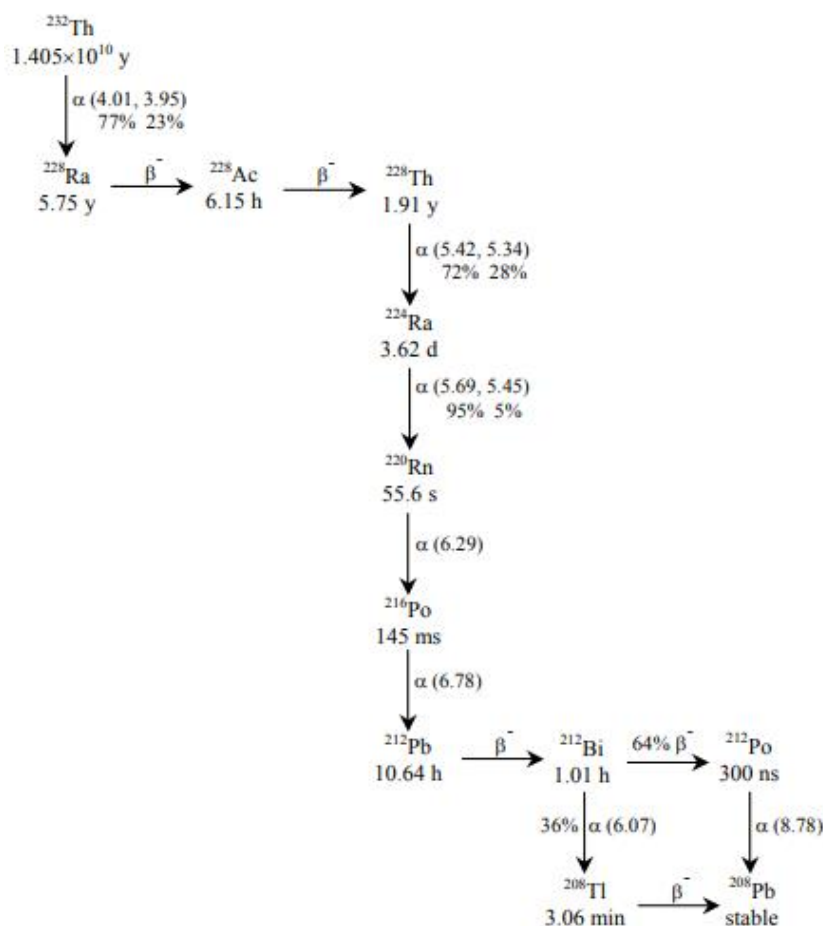 ²³²Th
1.405×10¹⁰ y
α (4.01, 3.95)
77% 23%
²²⁸Ra
5.75 y
β⁻
²²⁸Ac
6.15 h
β⁻
²²⁸Th
1.91 y
α (5.42, 5.34)
72% 28%
²²⁴Ra
3.62 d
α (5.69, 5.45)
95% 5%
²²⁰Rn
55.6 s
α (6.29)
²¹⁶Po
145 ms
α (6.78)
²¹²Pb
10.64 h
β⁻
²¹²Bi
1.01 h
64% β⁻
²¹²Po
300 ns
36% α (6.07)
α (8.78)
²⁰⁸Tl
3.06 min
β⁻
²⁰⁸Pb
stable